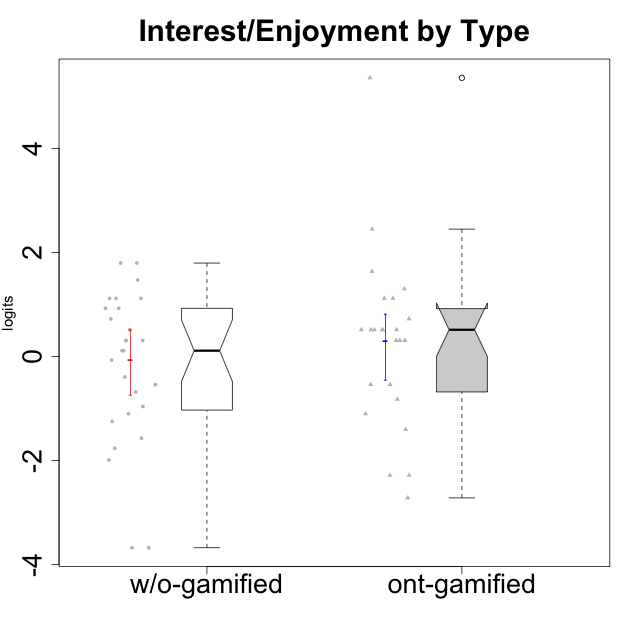 Interest/Enjoyment by Type
logits
4
2
0
-2
-4
w/o-gamified
ont-gamified